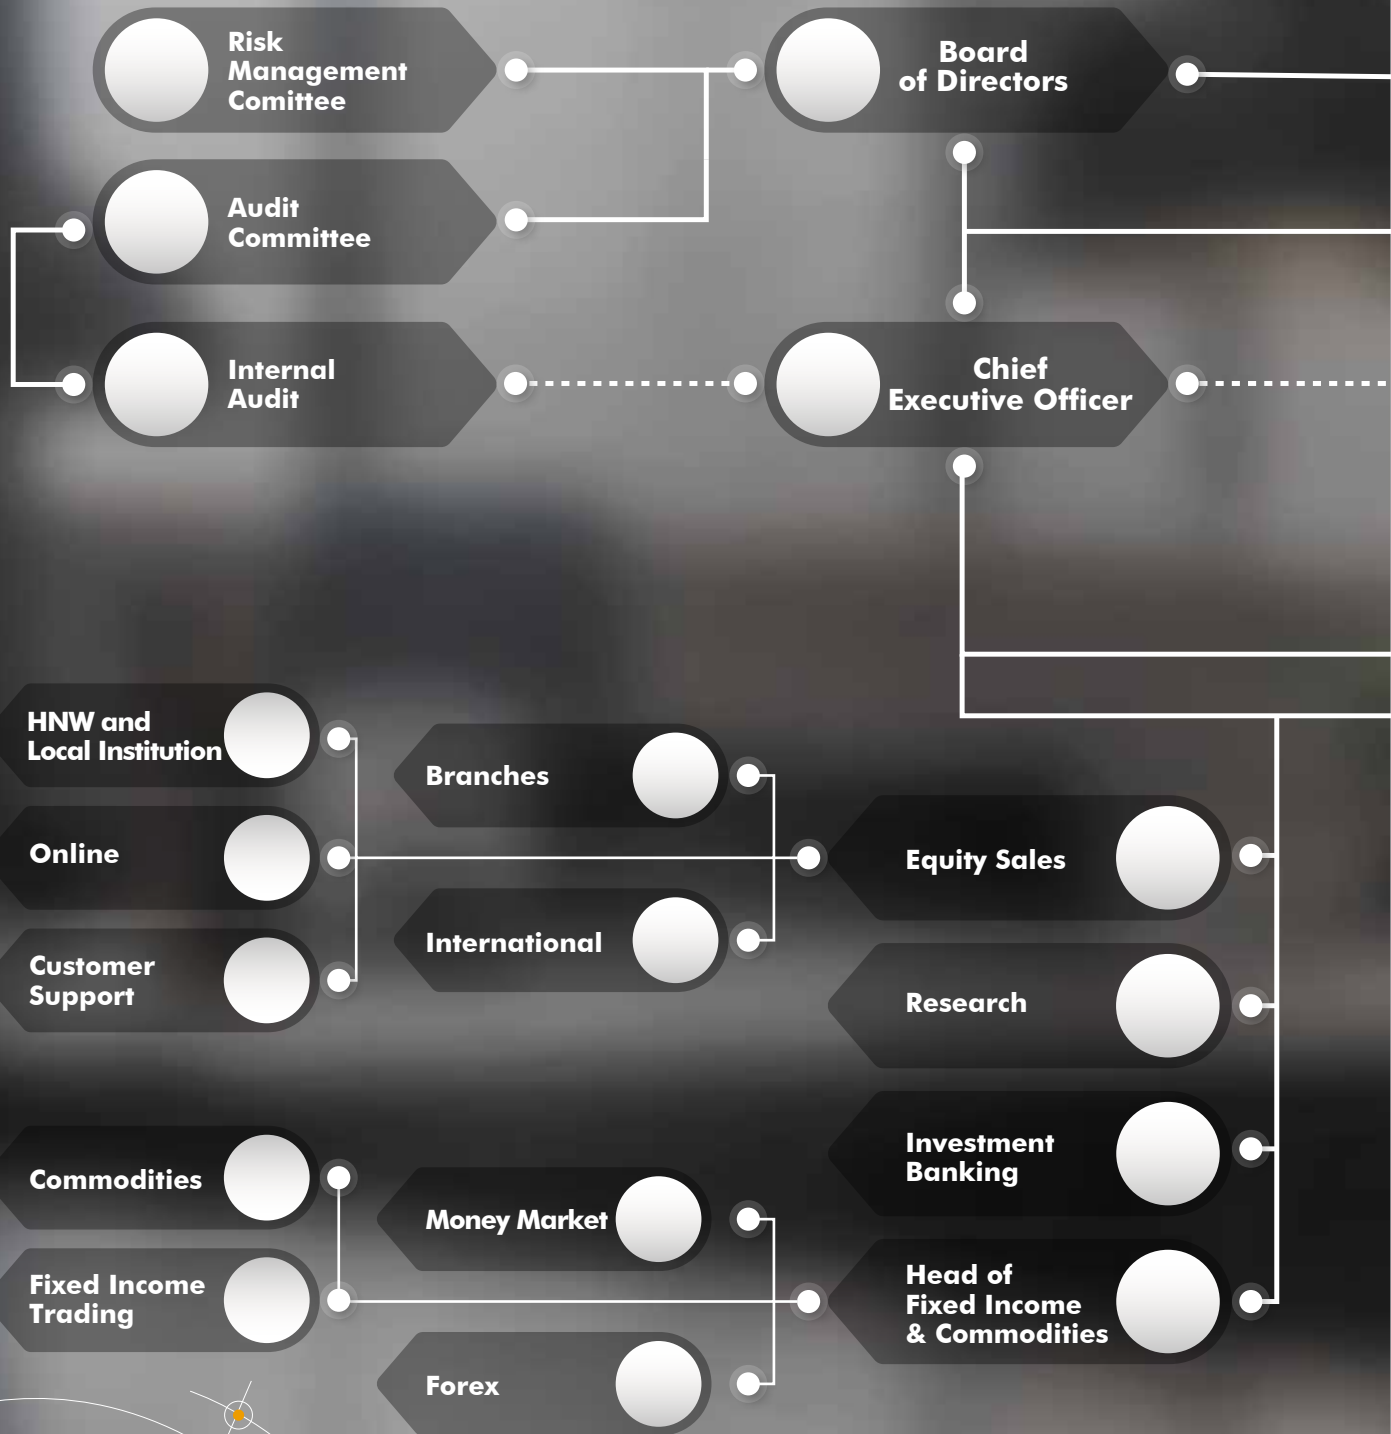 Risk
Management
Comittee
Board
of Directors
Audit
Committee
Internal
Audit
Chief
Executive Officer
HNW and
Local Institution
Branches
Online
Equity Sales
International
Customer
Support
Research
Investment
Banking
Commodities
Money Market
Head of
Fixed Income
& Commodities
Fixed Income
Trading
Forex